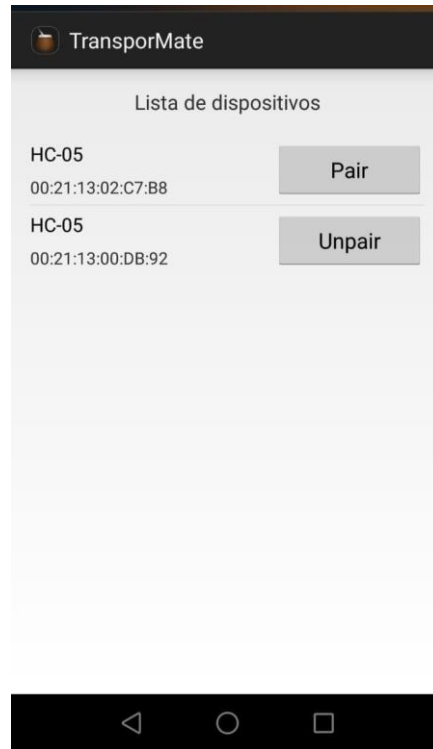 TransporMate
Lista de dispositivos
HC-05
00:21:13:02:C7:B8
Pair
HC-05
00:21:13:00:DB:92
Unpair